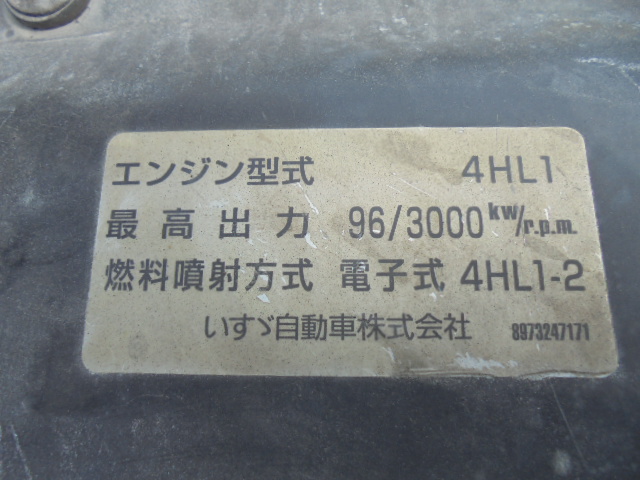 エンジン型式 4HL1
最高出力 96/3000 kw/r.p.m.
燃料噴射方式 電子式 4HL1-2
いすゞ自動車株式会社 8973247171